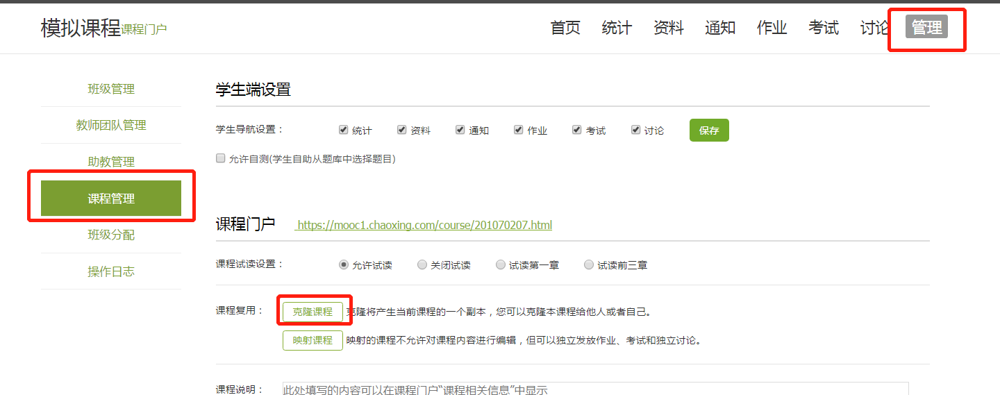 模拟课程课程门户 首页 统计 资料 通知 作业 考试 讨论 管理
班级管理
教师团队管理
助教管理
课程管理
班级分配
操作日志
学生端设置
学生导航设置： 统计 资料 通知 作业 考试 讨论 保存
允许自测(学生自助从题库中选择题目)
课程门户 https://mooc1.chaoxing.com/course/201070207.html
课程试读设置： 允许试读 关闭试读 试读第一章 试读前三章
课程复用： 克隆课程 克隆将产生当前课程的一个副本，您可以克隆本课程给他人或者自己。
映射课程 映射的课程不允许对课程内容进行编辑，但可以独立发放作业、考试和独立讨论。
课程说明： 此处填写的内容可以在课程门户“课程相关信息”中显示